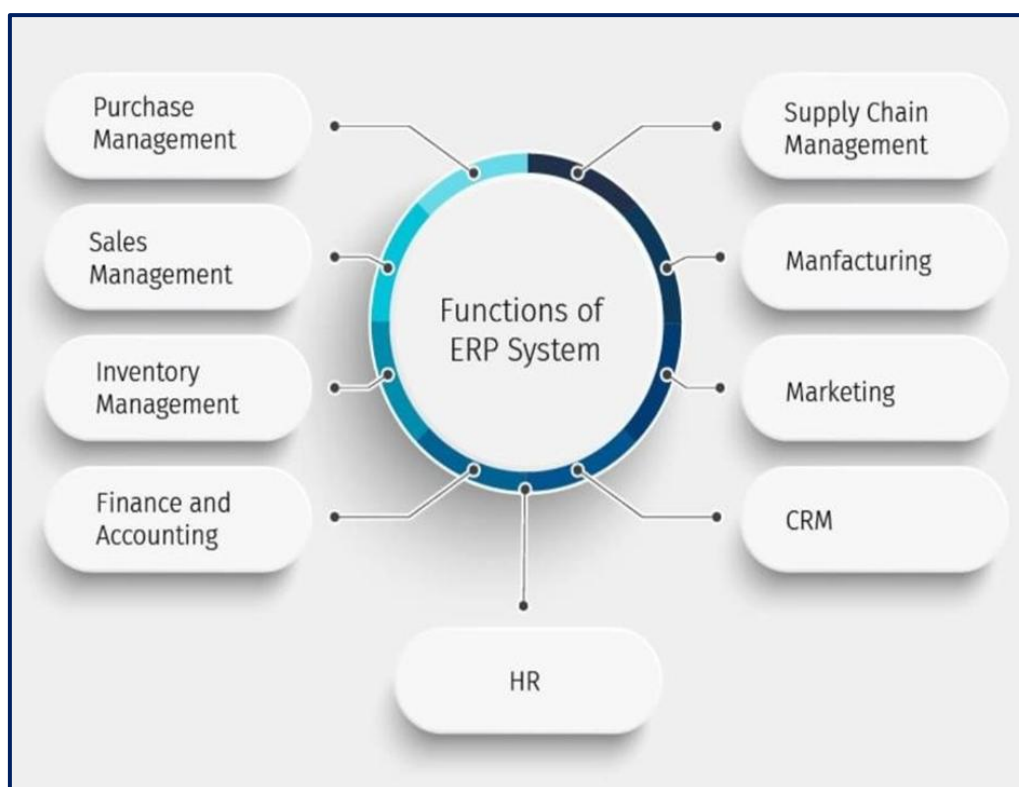 Purchase
Management
Sales
Management
Inventory
Management
Finance and
Accounting
Functions of
ERP System
Supply Chain
Management
Manfacturing
Marketing
CRM
HR